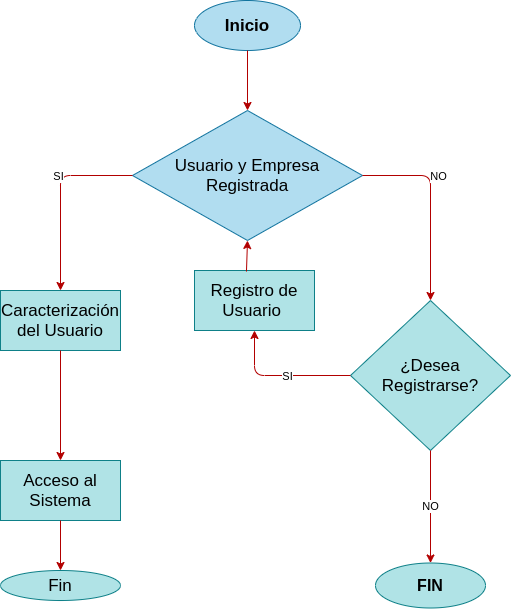 Inicio
Usuario y Empresa
Registrada
SI
NO
Caracterización
del Usuario
Registro de
Usuario
¿Desea
Registrarse?
SI
Acceso al
Sistema
NO
Fin
FIN